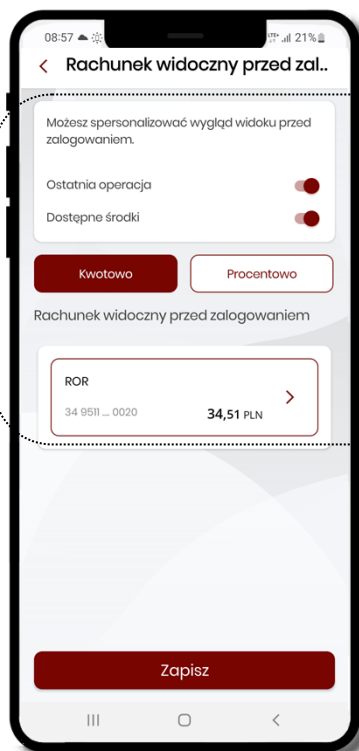 08:57
21%
Rachunek widoczny przed zal..
Możesz spersonalizować wygląd widoku przed
zalogowaniem.
Ostatnia operacja
Dostępne środki
Kwotowo
Procentowo
Rachunek widoczny przed zalogowaniem
ROR
34 9511 ... 0020
34,51 PLN
Zapisz